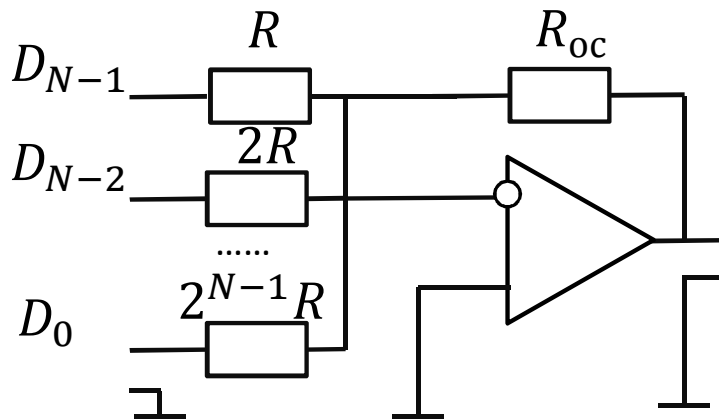 R
R_oc
D_{N−1}
2R
D_{N−2}
......
2^{N−1}R
D_0